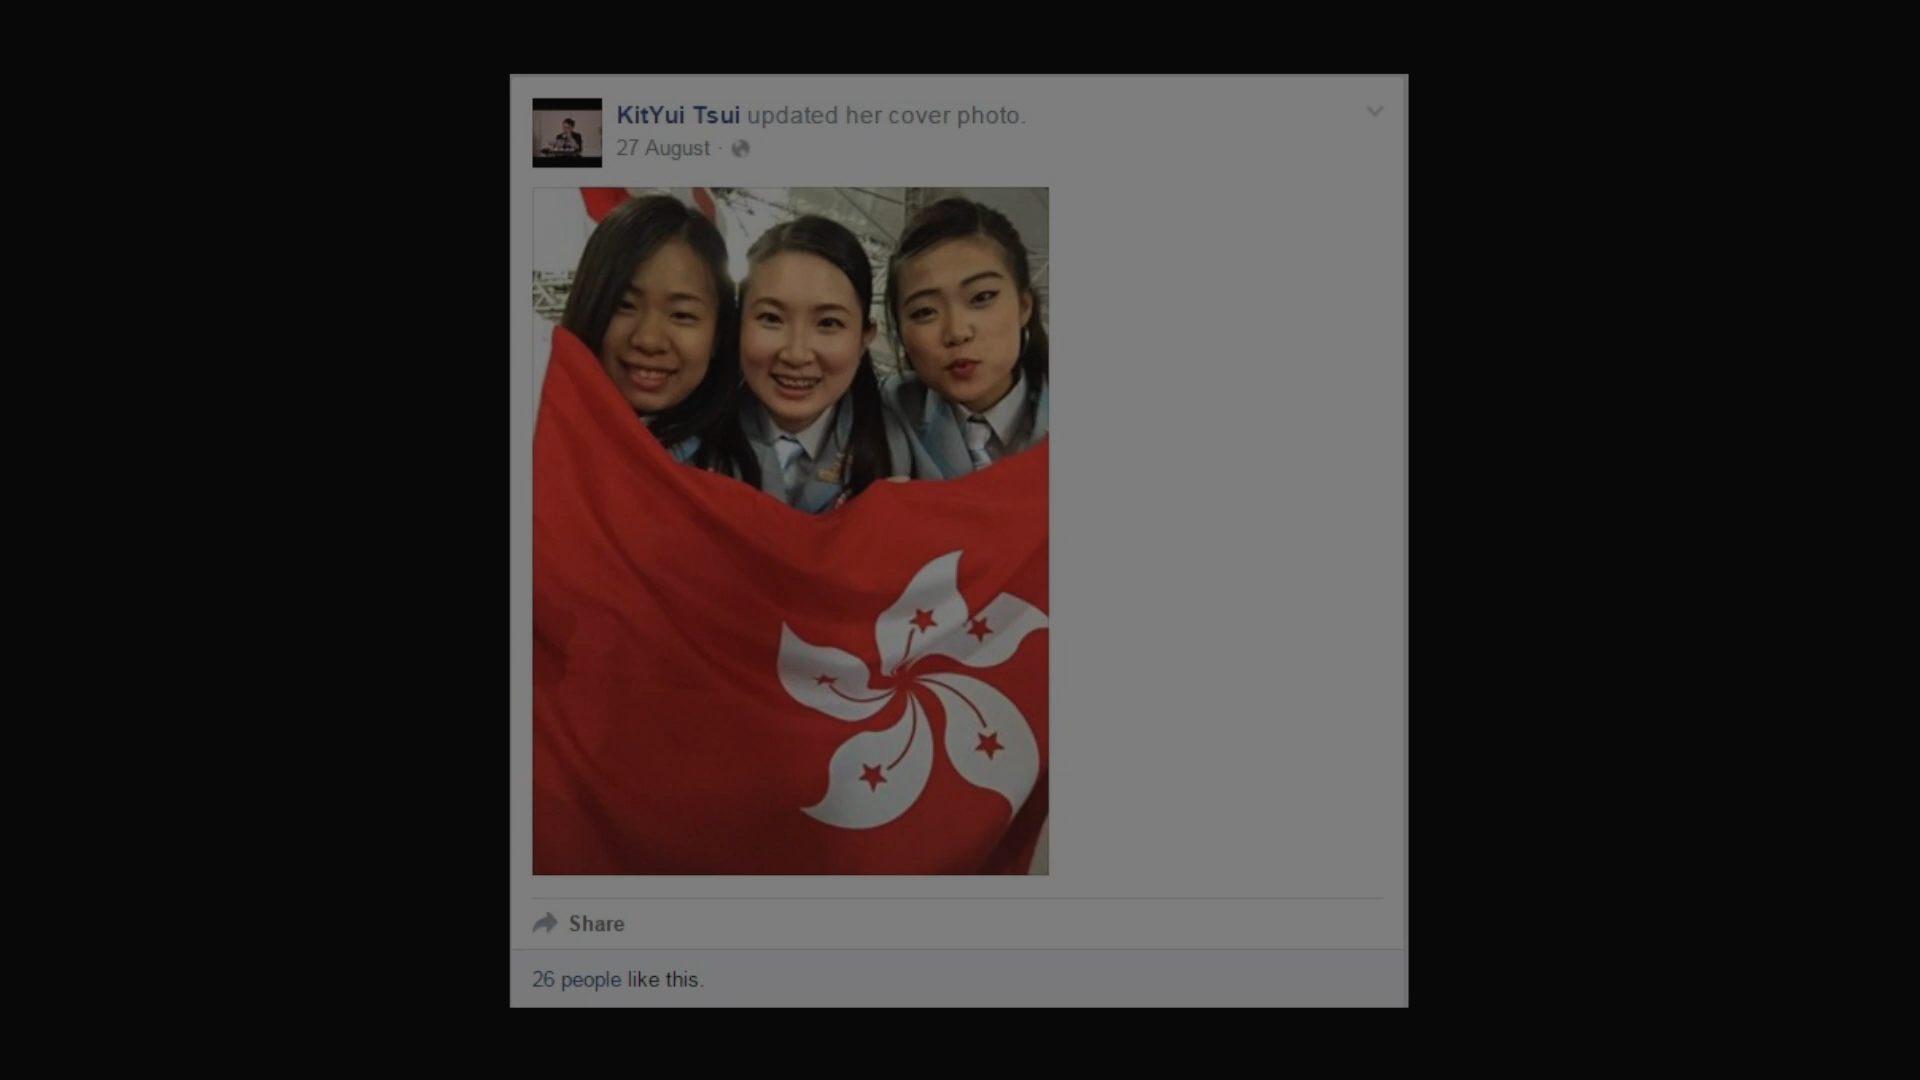 KitYui Tsui updated her cover photo.
27 August ·
Share
26 people like this.